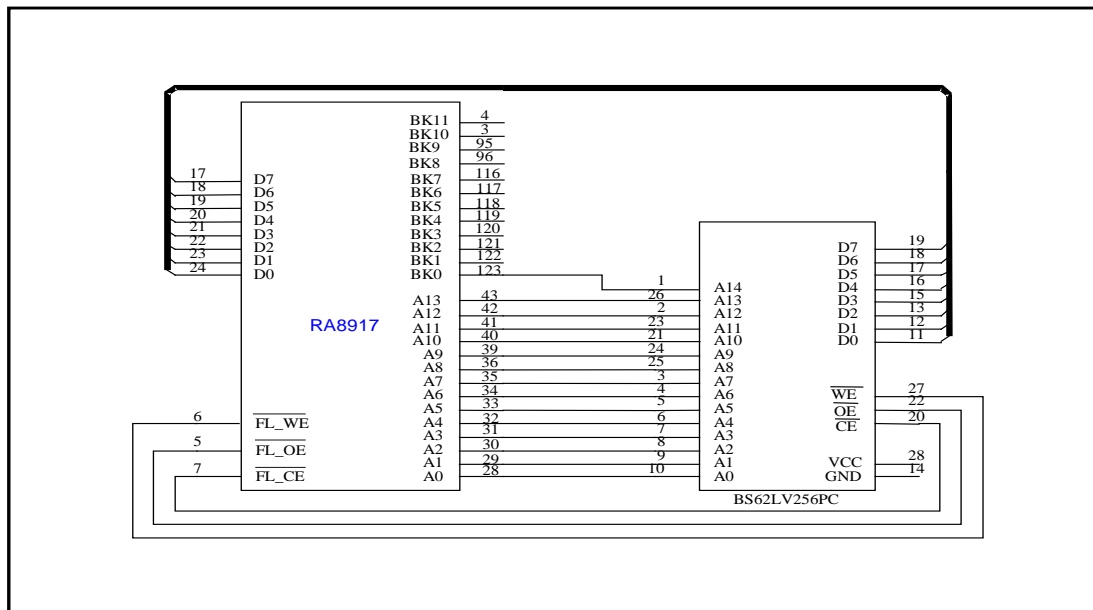 BK11 4
BK10 3
BK9 95
BK8 96
BK7 116
BK6 117
BK5 118
BK4 119
BK3 120
BK2 121
BK1 122
BK0 123
17 D7
18 D6
19 D5
20 D4
21 D3
22 D2
23 D1
24 D0
RA8917
A13 43
A12 42
A11 41
A10 40
A9 39
A8 36
A7 35
A6 34
A5 33
A4 32
A3 31
A2 30
A1 29
A0 28
6 FL_WE
5 FL_OE
7 FL_CE
1 A14
26 A13
2 A12
23 A11
21 A10
24 A9
25 A8
3 A7
4 A6
5 A5
6 A4
7 A3
8 A2
9 A1
10 A0
D7 19
D6 18
D5 17
D4 16
D3 15
D2 13
D1 12
D0 11
WE 27
OE 22
CE 20
VCC 28
GND 14
BS62LV256PC